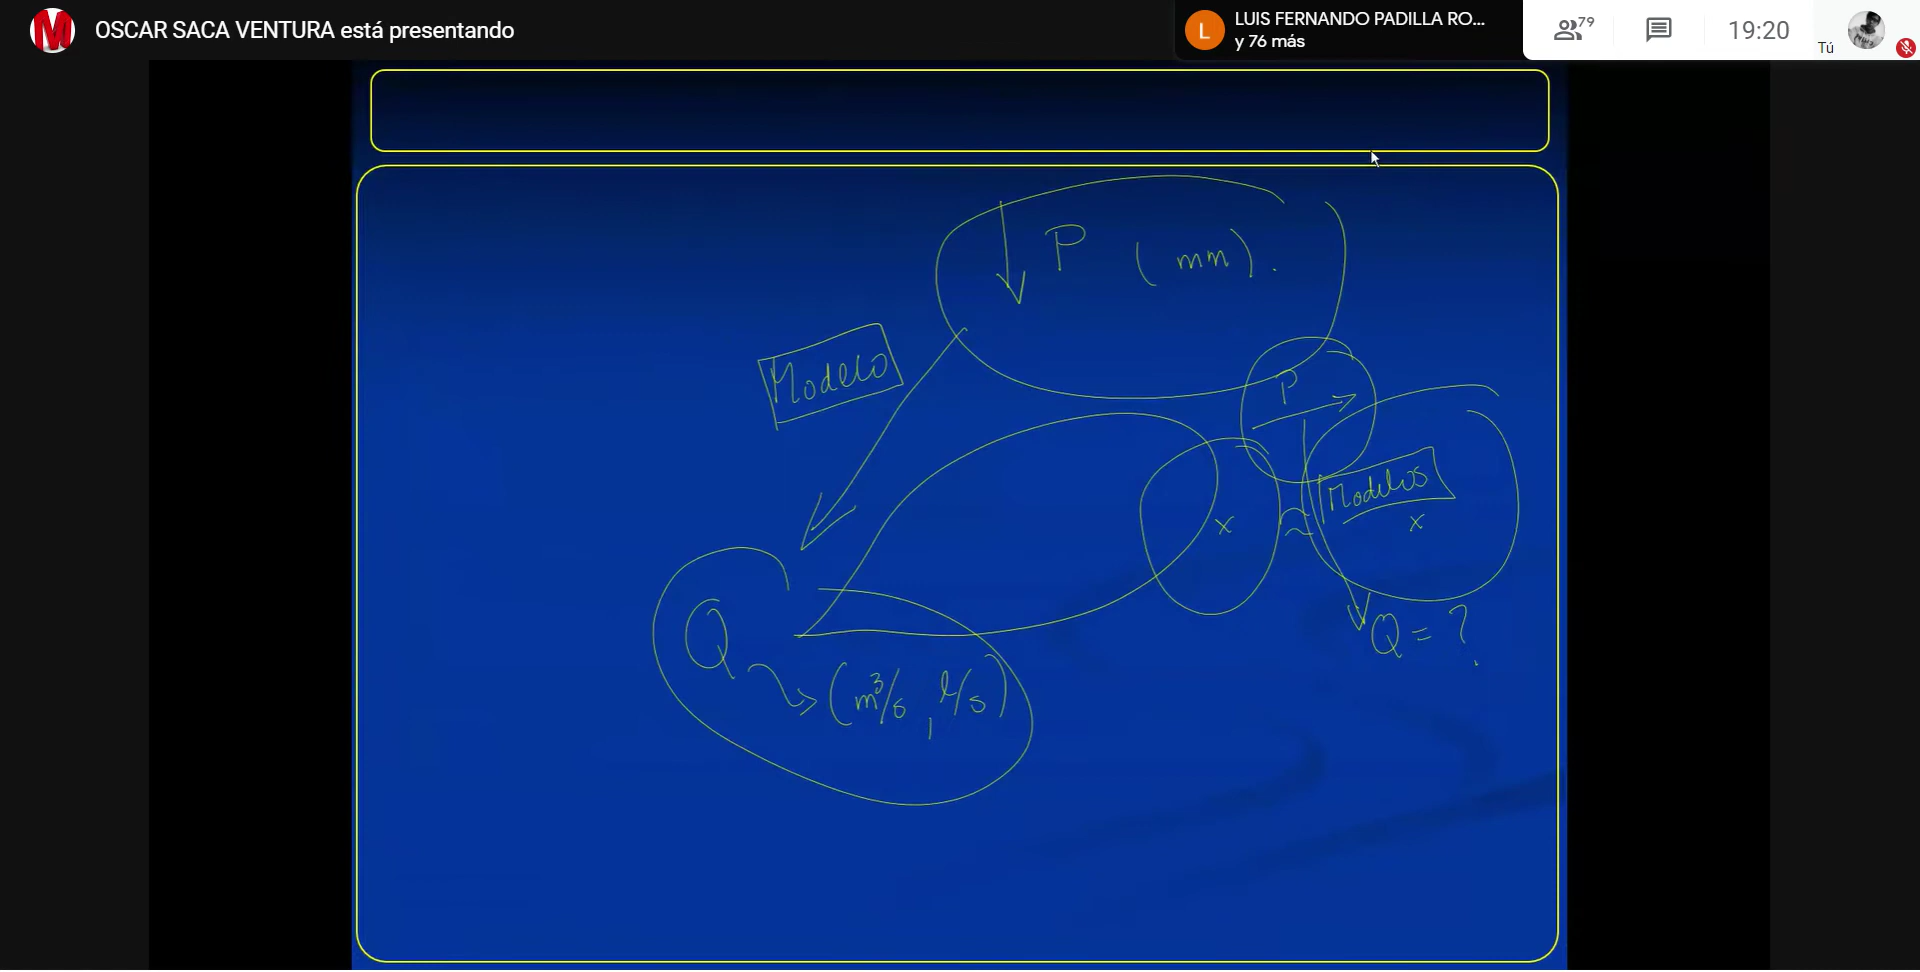 M
OSCAR SACA VENTURA está presentando
L
LUIS FERNANDO PADILLA RO...
y 76 más
79
19:20
Tú
P (mm).
Modelo
P
Modelos
x
x
≈
Q = ?
Q
(m³/s, l/s)